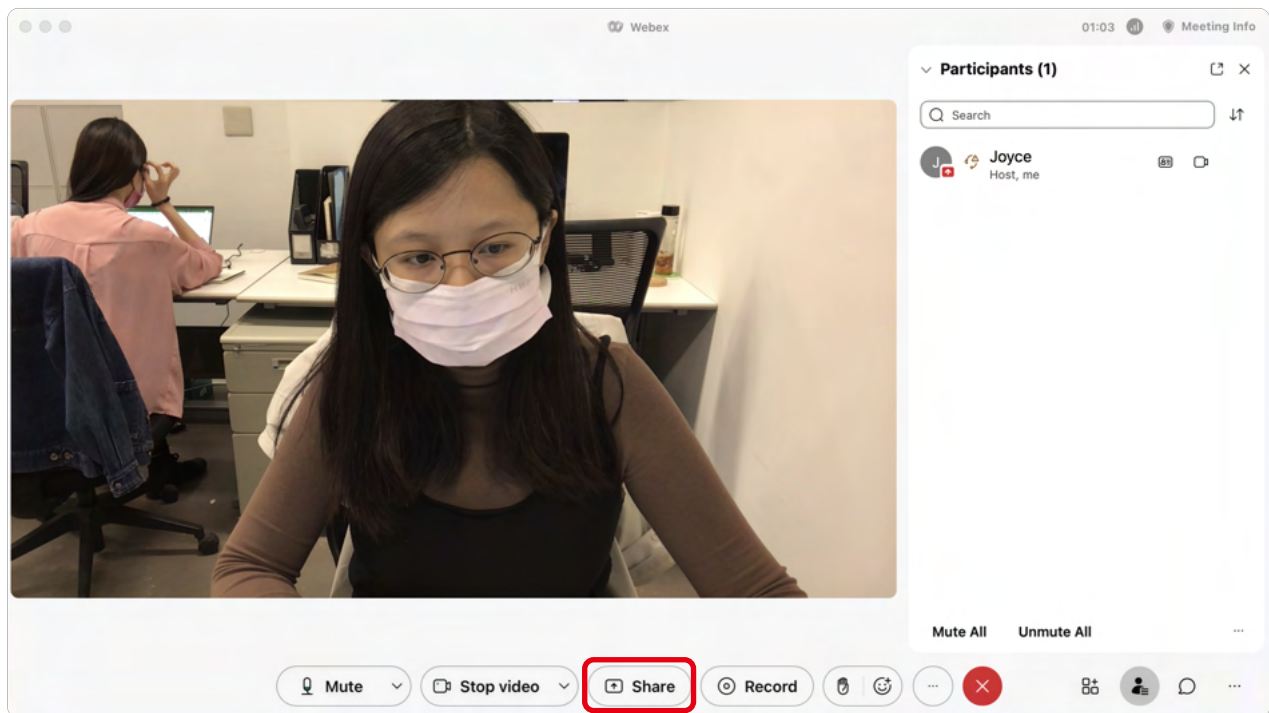 Webex
01:03
Meeting Info
Participants (1)
Search
J
Joyce
Host, me
Mute All
Unmute All
Mute
Stop video
Share
Record